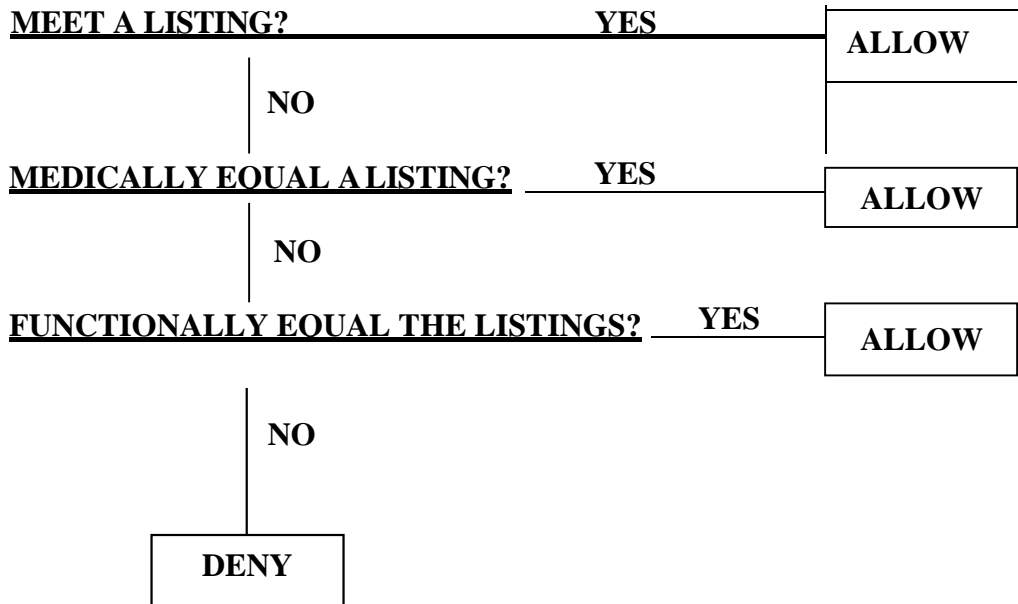 MEET A LISTING? YES
ALLOW
NO
MEDICALLY EQUAL A LISTING? YES
ALLOW
NO
FUNCTIONALLY EQUAL THE LISTINGS? YES
ALLOW
NO
DENY